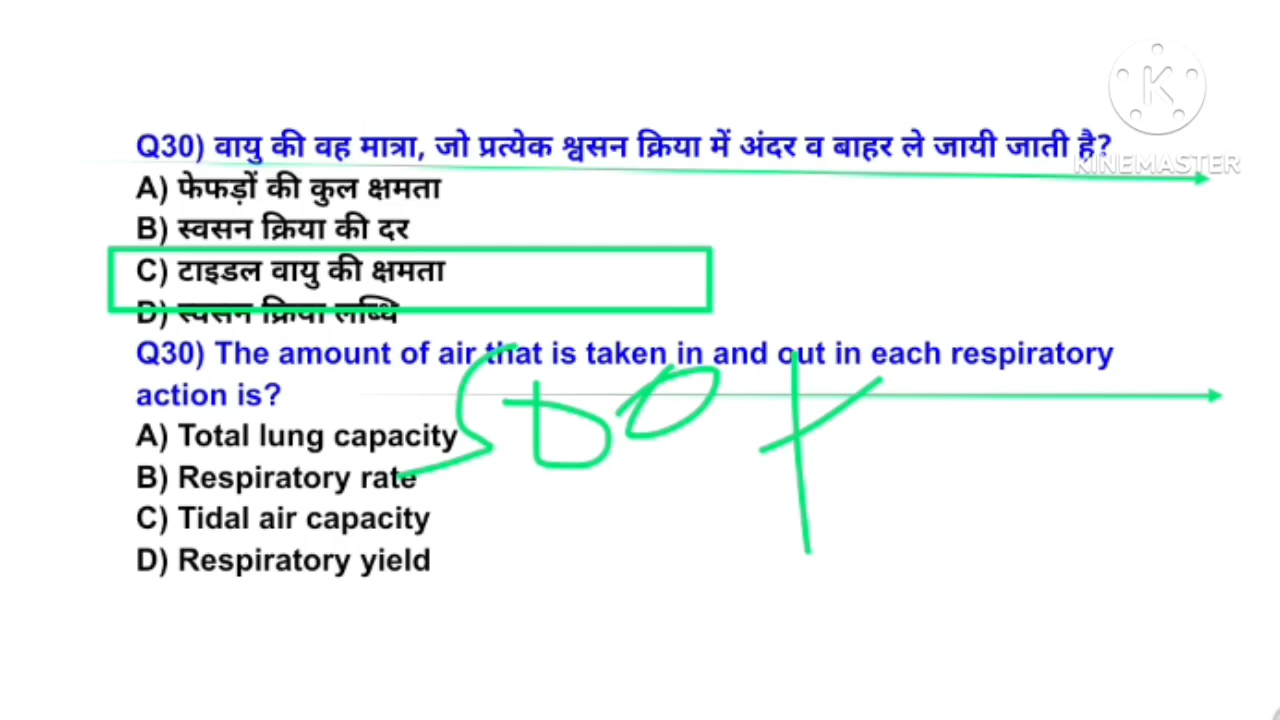 KINEMASTER
Q30) वायु की वह मात्रा, जो प्रत्येक श्वसन क्रिया में अंदर व बाहर ले जायी जाती है?
A) फेफड़ों की कुल क्षमता
B) स्वसन क्रिया की दर
C) टाइडल वायु की क्षमता
D) स्वसन क्रिया लब्धि
Q30) The amount of air that is taken in and out in each respiratory
action is?
A) Total lung capacity
B) Respiratory rate
C) Tidal air capacity
D) Respiratory yield